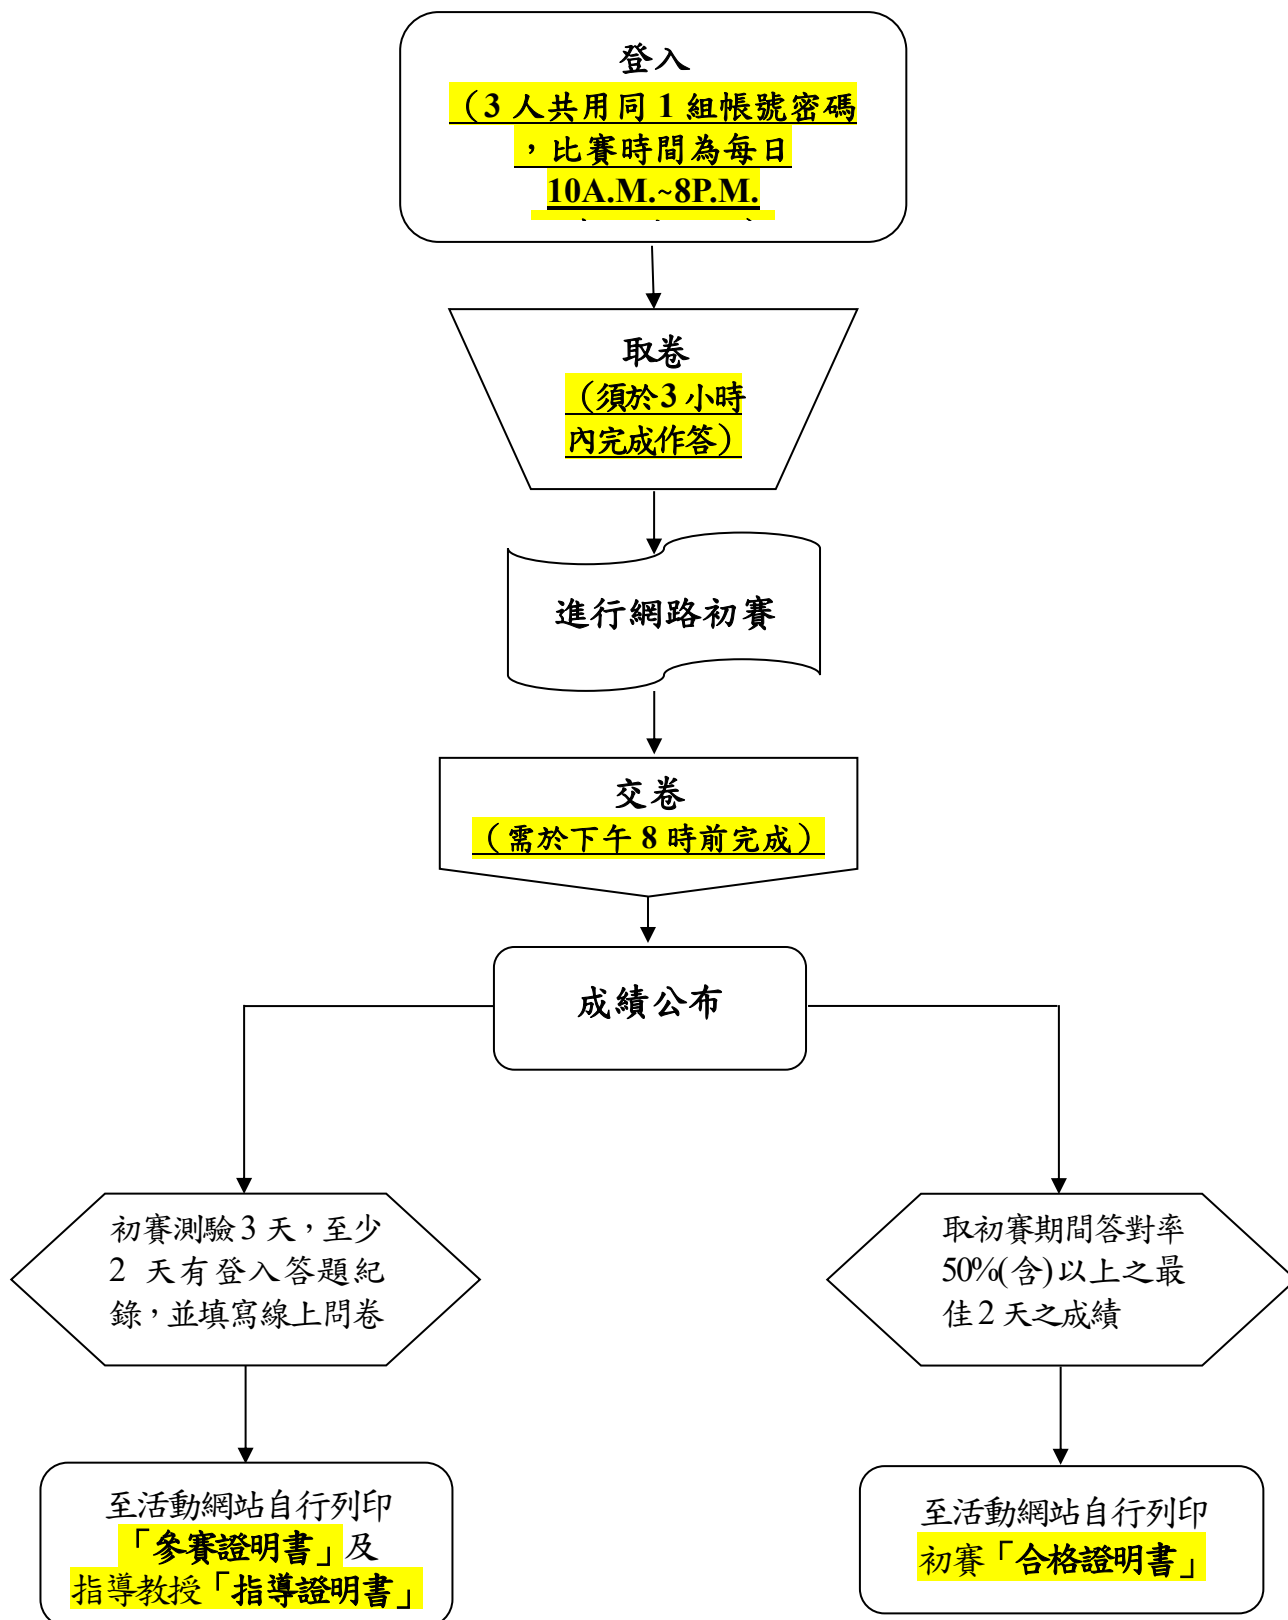 登入
（3 人共用同 1 組帳號密碼
，比賽時間為每日
10A.M.~8P.M.
取卷
（須於 3 小時
內完成作答）
進行網路初賽
交卷
（需於下午 8 時前完成）
成績公布
初賽測驗 3 天，至少
2 天有登入答題紀
錄，並填寫線上問卷
取初賽期間答對率
50%(含)以上之最
佳 2 天之成績
至活動網站自行列印
「參賽證明書」及
指導教授「指導證明書」
至活動網站自行列印
初賽「合格證明書」